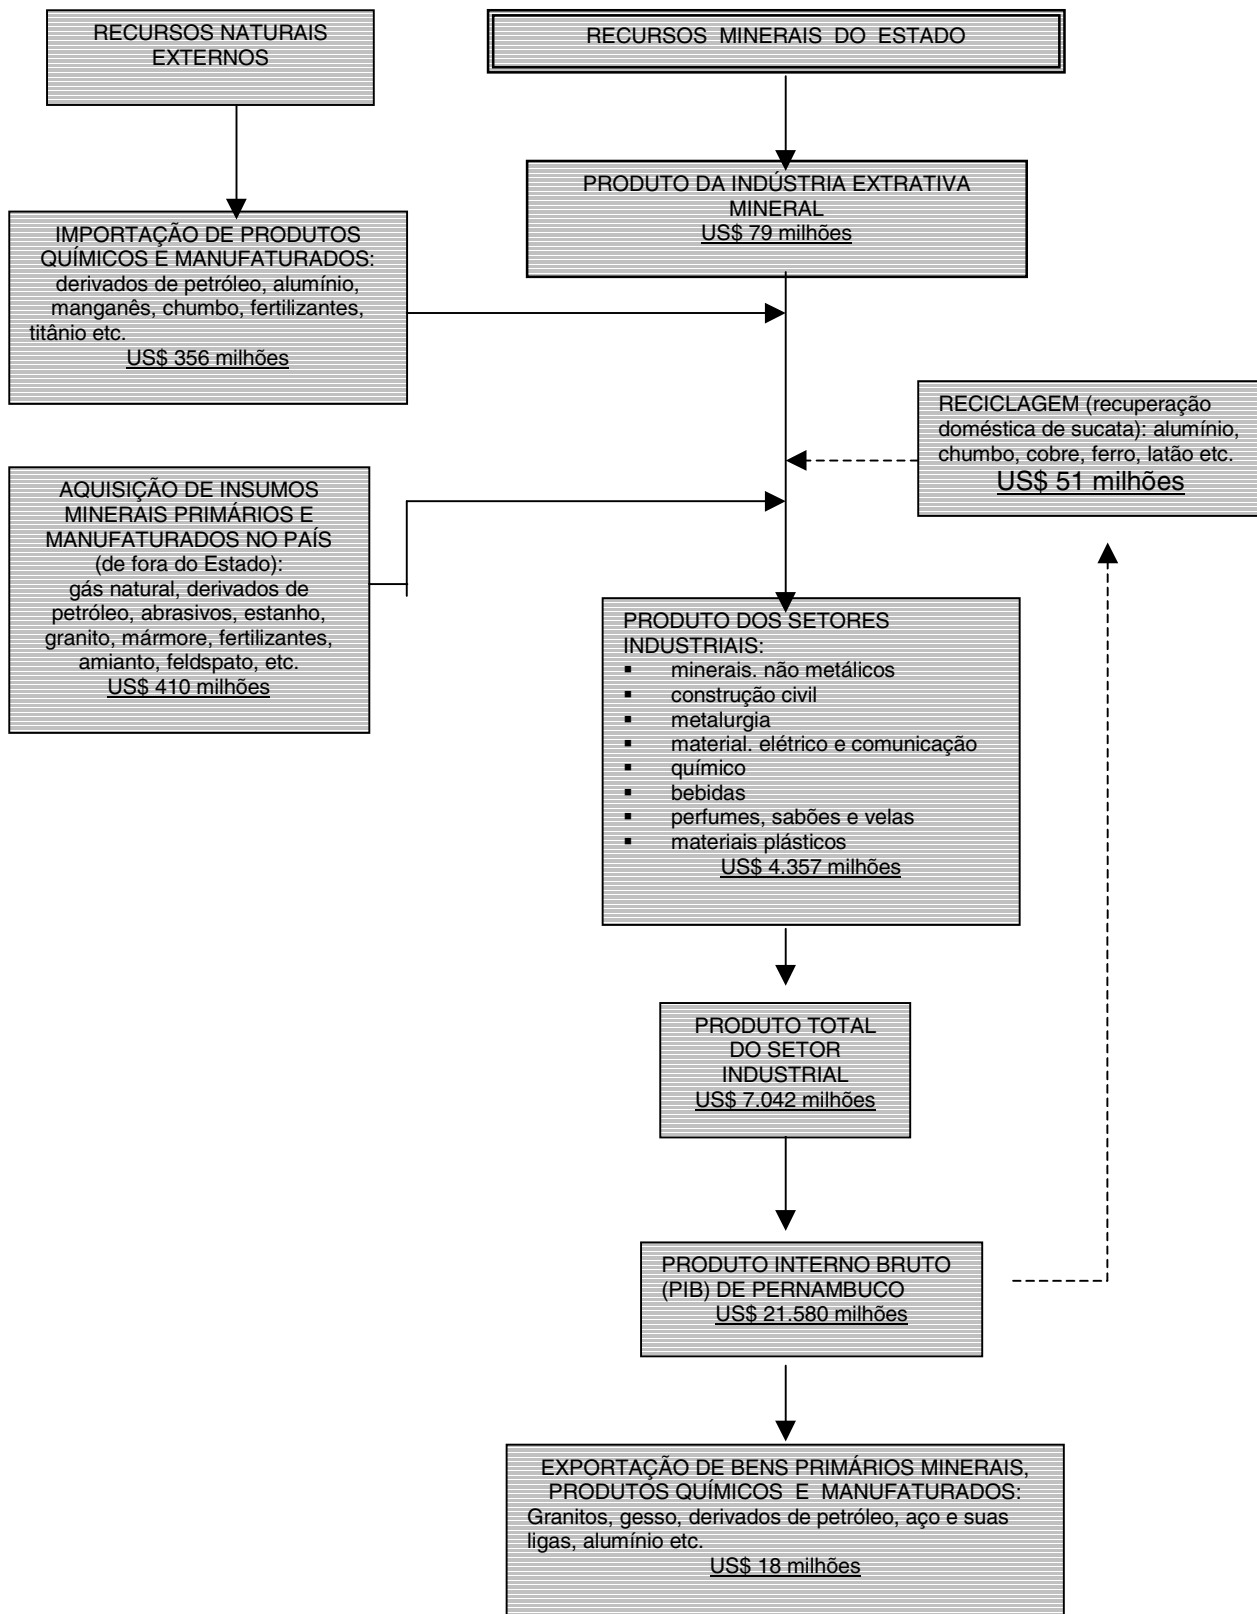 RECURSOS NATURAIS
EXTERNOS
RECURSOS MINERAIS DO ESTADO
PRODUTO DA INDÚSTRIA EXTRATIVA
MINERAL
US$ 79 milhões
IMPORTAÇÃO DE PRODUTOS
QUÍMICOS E MANUFATURADOS:
derivados de petróleo, alumínio,
manganês, chumbo, fertilizantes,
titânio etc.
US$ 356 milhões
RECICLAGEM (recuperação
doméstica de sucata): alumínio,
chumbo, cobre, ferro, latão etc.
US$ 51 milhões
AQUISIÇÃO DE INSUMOS
MINERAIS PRIMÁRIOS E
MANUFATURADOS NO PAÍS
(de fora do Estado):
gás natural, derivados de
petróleo, abrasivos, estanho,
granito, mármore, fertilizantes,
amianto, feldspato, etc.
US$ 410 milhões
PRODUTO DOS SETORES
INDUSTRIAIS:
▪ minerais. não metálicos
▪ construção civil
▪ metalurgia
▪ material. elétrico e comunicação
▪ químico
▪ bebidas
▪ perfumes, sabões e velas
▪ materiais plásticos
US$ 4.357 milhões
PRODUTO TOTAL
DO SETOR
INDUSTRIAL
US$ 7.042 milhões
PRODUTO INTERNO BRUTO
(PIB) DE PERNAMBUCO
US$ 21.580 milhões
EXPORTAÇÃO DE BENS PRIMÁRIOS MINERAIS,
PRODUTOS QUÍMICOS E MANUFATURADOS:
Granitos, gesso, derivados de petróleo, aço e suas
ligas, alumínio etc.
US$ 18 milhões